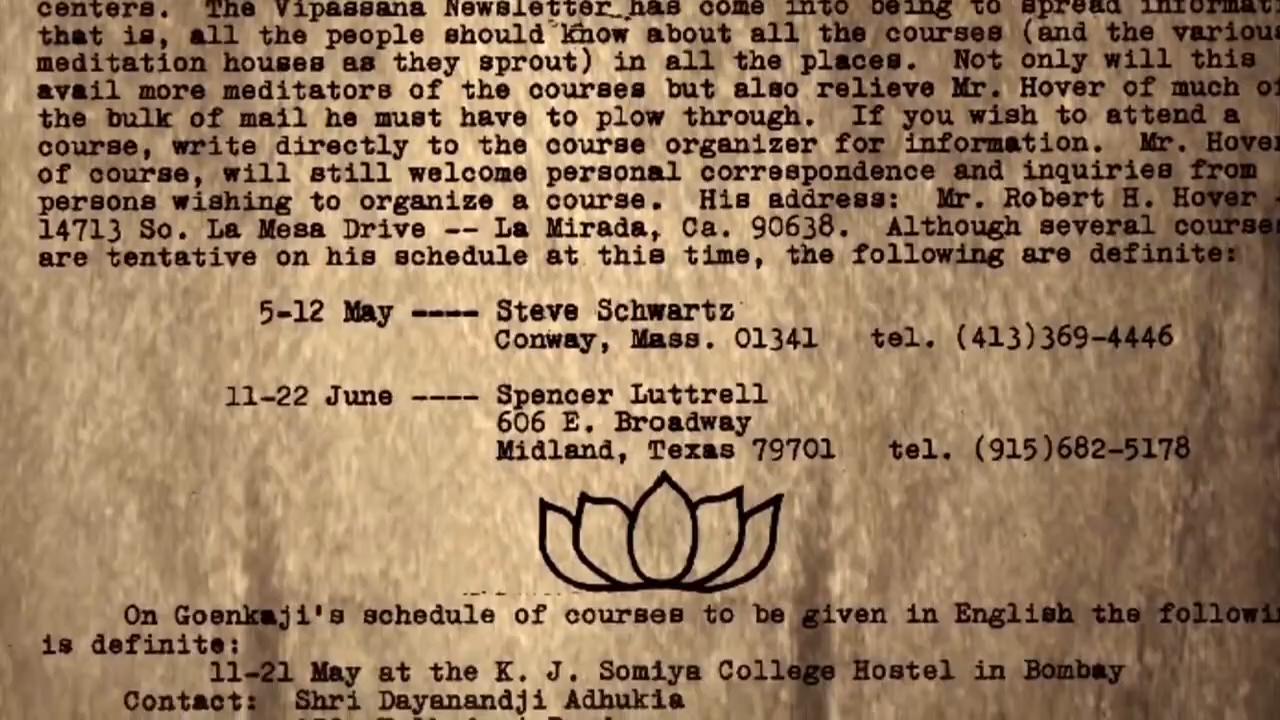 centers. The Vipassana Newsletter has come into being to spread informati
that is, all the people should know about all the courses (and the various
meditation houses as they sprout) in all the places. Not only will this
avail more meditators of the courses but also relieve Mr. Hover of much of
the bulk of mail he must have to plow through. If you wish to attend a
course, write directly to the course organizer for information. Mr. Hover
of course, will still welcome personal correspondence and inquiries from
persons wishing to organize a course. His address: Mr. Robert H. Hover -
14713 So. La Mesa Drive -- La Mirada, Ca. 90638. Although several courses
are tentative on his schedule at this time, the following are definite:
5-12 May ---- Steve Schwartz
Conway, Mass. 01341 tel. (413)369-4446
11-22 June ---- Spencer Luttrell
606 E. Broadway
Midland, Texas 79701 tel. (915)682-5178
On Goenkaji's schedule of courses to be given in English the followi
is definite:
11-21 May at the K. J. Somiya College Hostel in Bombay
Contact: Shri Dayanandji Adhukia